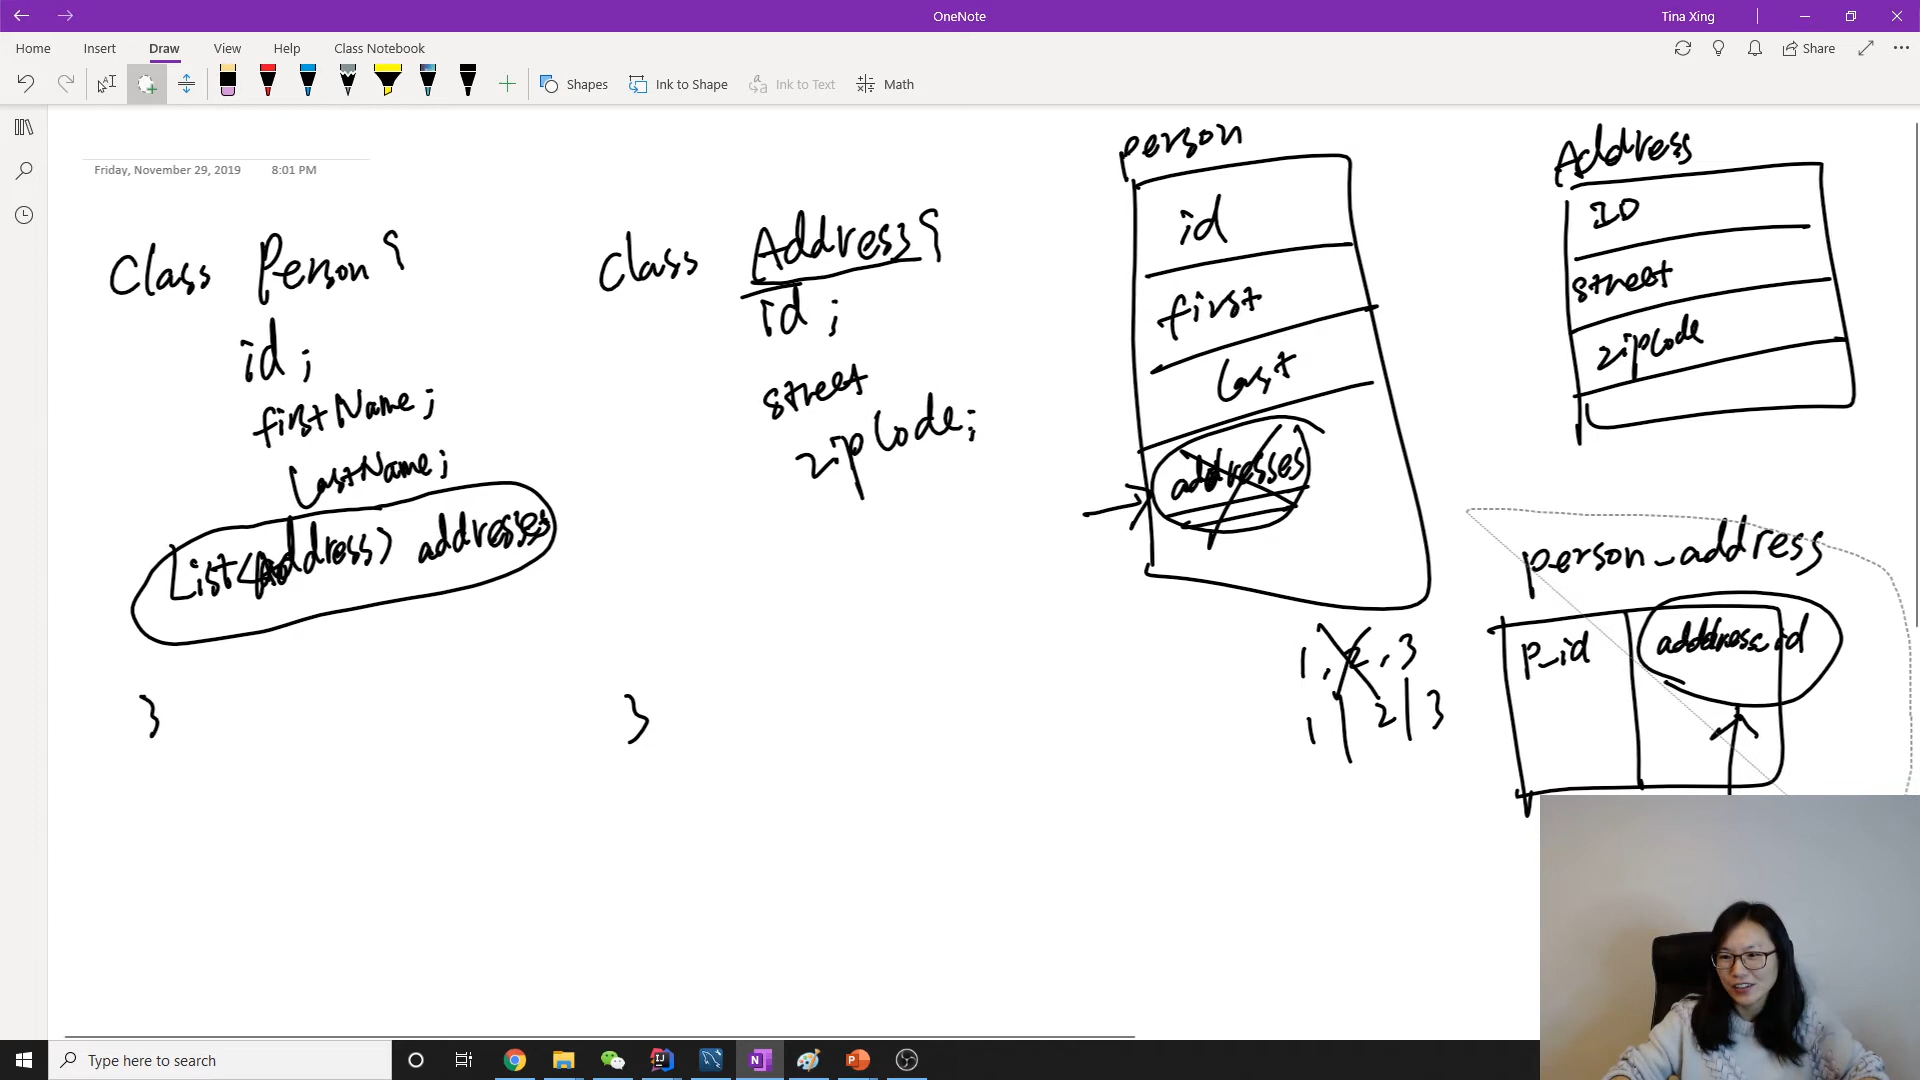 OneNote
Tina Xing
Home
Insert
Draw
View
Help
Class Notebook
Share
Shapes
Ink to Shape
Ink to Text
Math
Friday, November 29, 2019
8:01 PM
Class Person {
id ;
firstName ;
LastName ;
List<Address> addresses
}
Class Address {
id ;
street
zipCode ;
}
person
id
first
last
addresses
1, 2, 3
1 | 2 | 3
Address
ID
street
zipCode
person_address
P_id
adddress_id
Type here to search